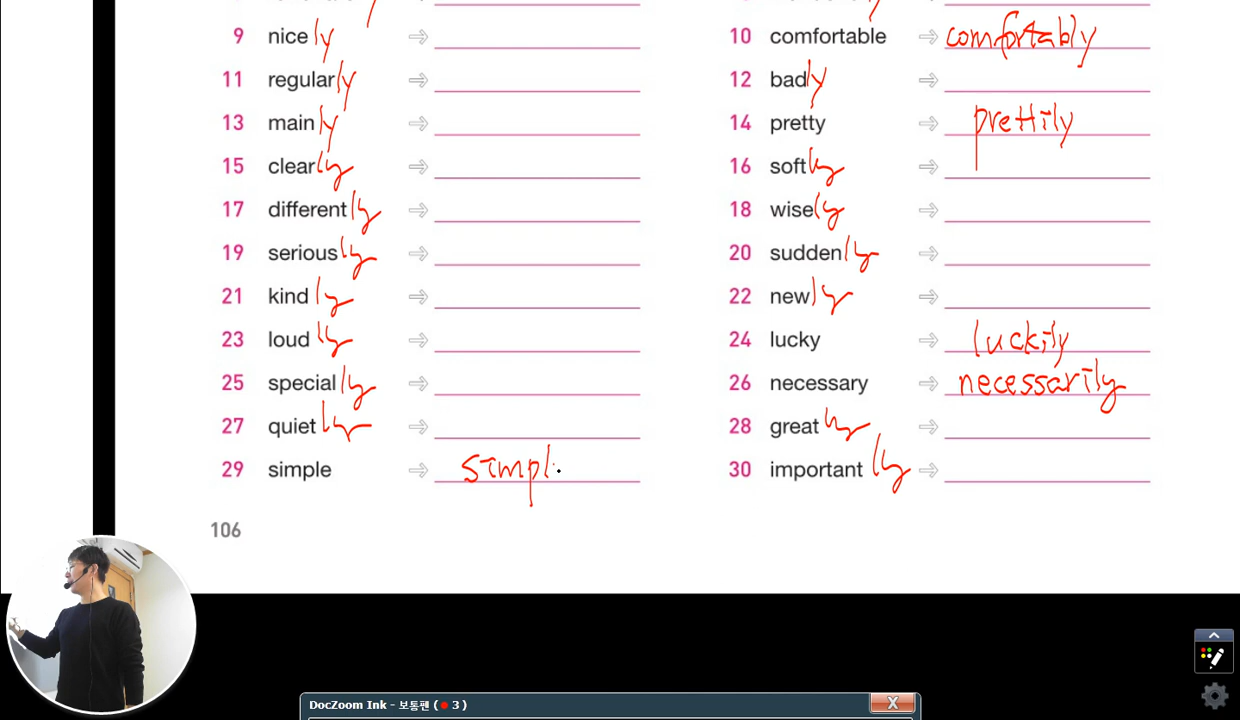 9 nicely ⇨
10 comfortable ⇨ comfortably
11 regularly ⇨
12 badly ⇨
13 mainly ⇨
14 pretty ⇨ prettily
15 clearly ⇨
16 softly ⇨
17 differently ⇨
18 wisely ⇨
19 seriously ⇨
20 suddenly ⇨
21 kindly ⇨
22 newly ⇨
23 loudly ⇨
24 lucky ⇨ luckily
25 specially ⇨
26 necessary ⇨ necessarily
27 quietly ⇨
28 greatly ⇨
29 simple ⇨ simpl
30 importantly ⇨
106
DocZoom Ink - 보통펜 ( ● 3 )